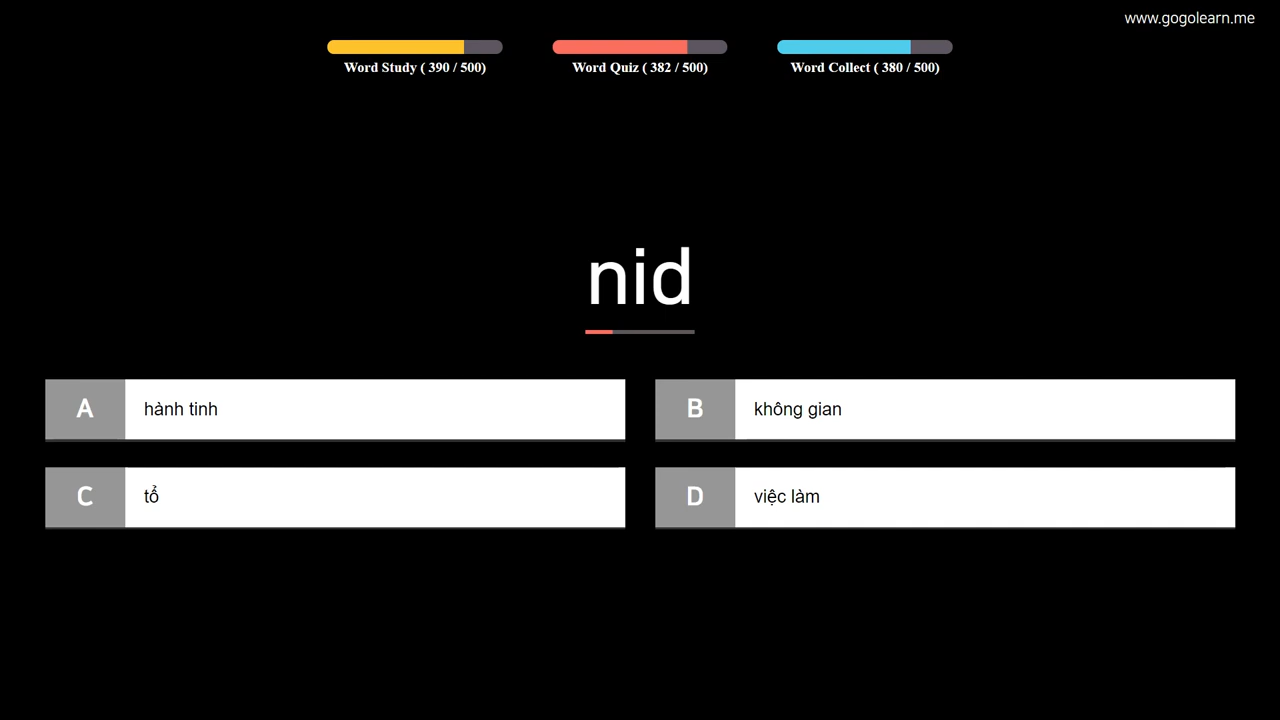 www.gogolearn.me
Word Study ( 390 / 500)
Word Quiz ( 382 / 500)
Word Collect ( 380 / 500)
nid
A hành tinh
B không gian
C tổ
D việc làm